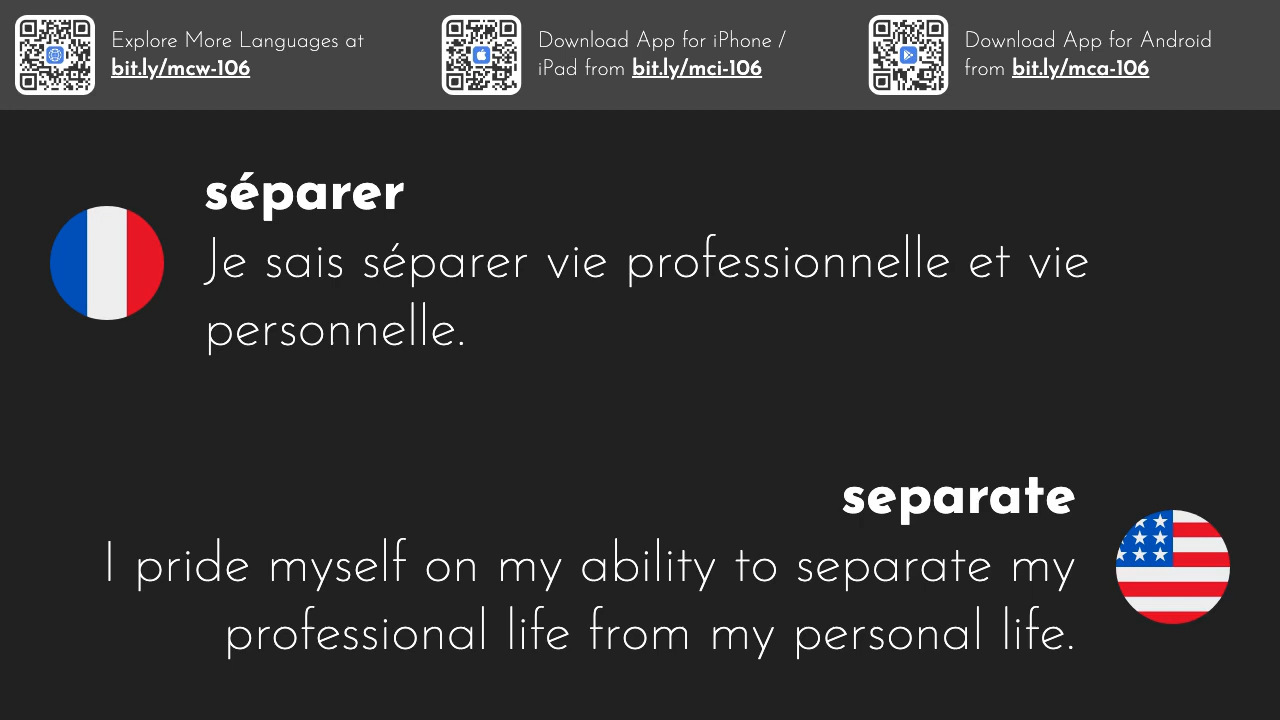 Explore More Languages at
bit.ly/mcw-106
Download App for iPhone /
iPad from bit.ly/mci-106
Download App for Android
from bit.ly/mca-106
séparer
Je sais séparer vie professionnelle et vie
personnelle.
separate
I pride myself on my ability to separate my
professional life from my personal life.